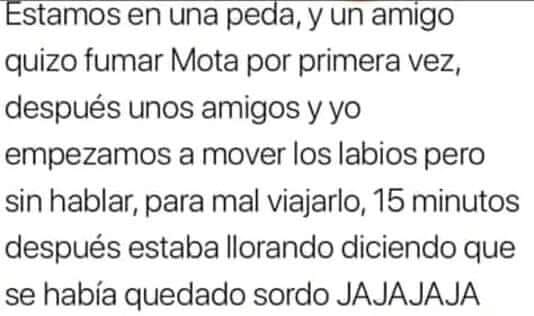 Estamos en una peda, y un amigo
quizo fumar Mota por primera vez,
después unos amigos y yo
empezamos a mover los labios pero
sin hablar, para mal viajarlo, 15 minutos
después estaba llorando diciendo que
se había quedado sordo JAJAJAJA